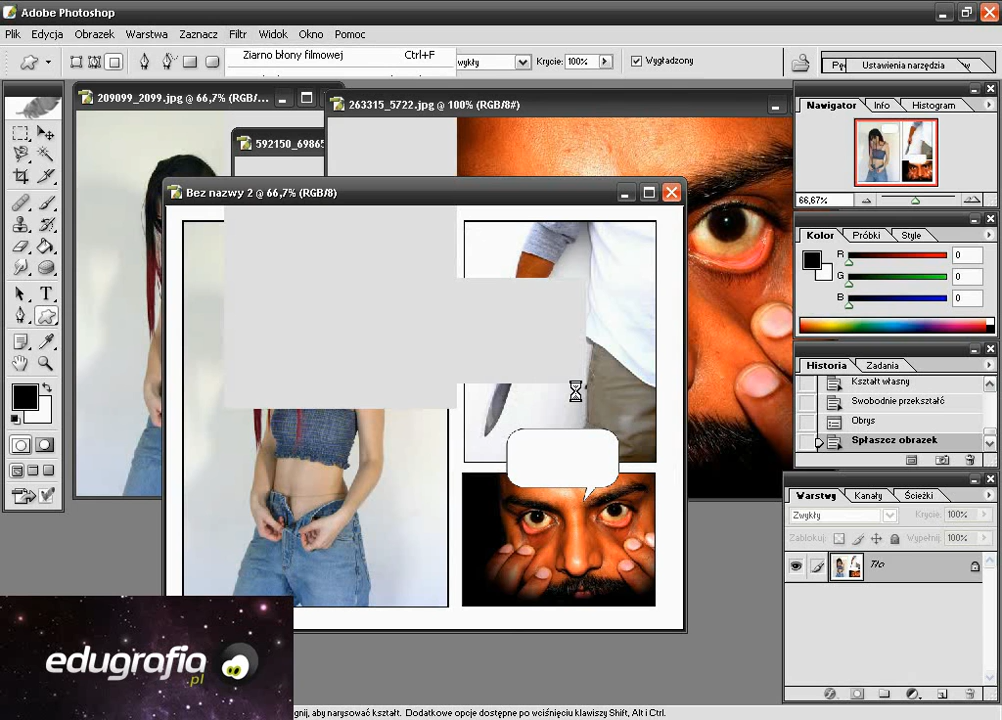 Adobe Photoshop
Plik Edycja Obrazek Warstwa Zaznacz Filtr Widok Okno Pomoc
Ziarno błony filmowej Ctrl+F
wykły Krycie: 100% Wygładzony
Ustawienia narzędzia
209099_2099.jpg @ 66,7% (RGB/...
263315_5722.jpg @ 100% (RGB/8#)
592150_6986
Bez nazwy 2 @ 66,7% (RGB/8)
Nawigator Info Histogram
66,67%
Kolor Próbki Style
R 0
G 0
B 0
Historia Zadania
Kształt własny
Swobodnie przekształć
Obrys
Spłaszcz obrazek
Warstwy Kanały Ścieżki
Zwykły Krycie: 100%
Zablokuj: Wypełnij: 100%
Tło
edugrafia
.pl
gnij, aby narysować kształt. Dodatkowe opcje dostępne po wciśnięciu klawiszy Shift, Alt i Ctrl.